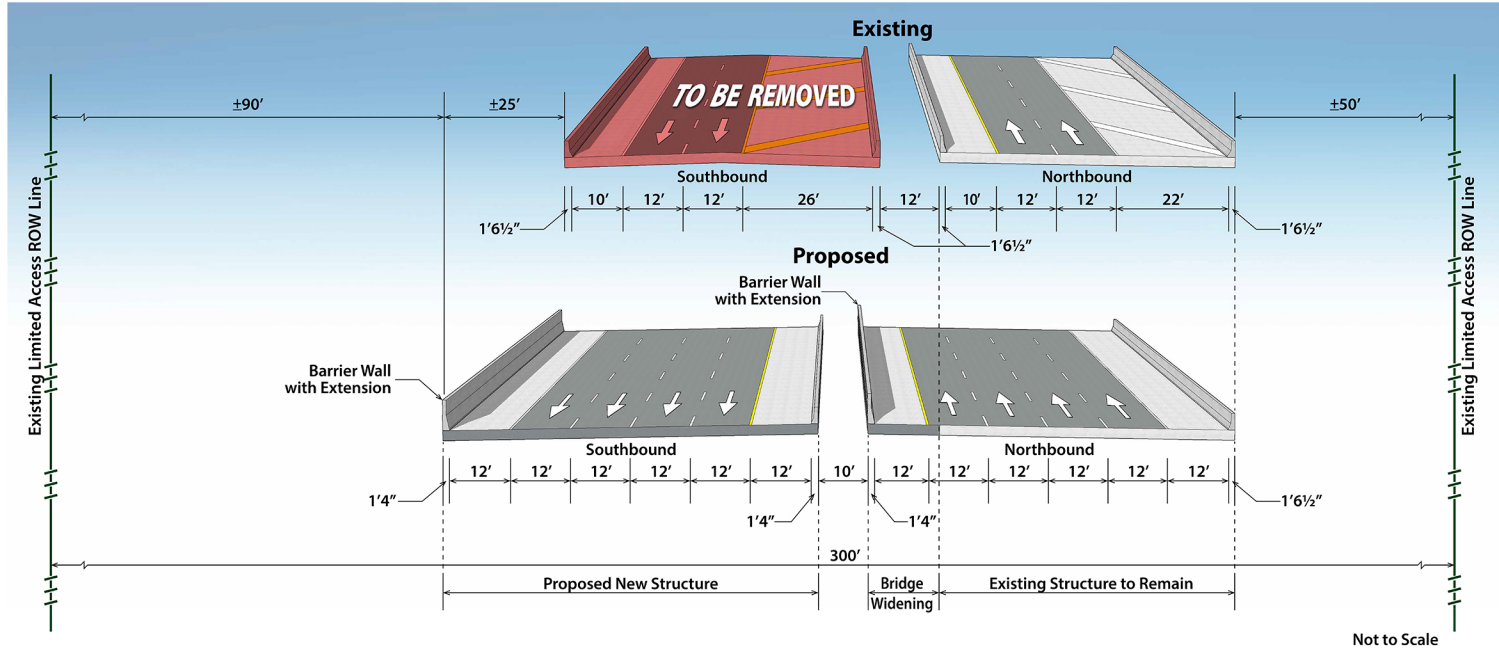 Existing
TO BE REMOVED
±90’
±25’
±50’
Southbound
Northbound
10’
12’
12’
26’
12’
10’
12’
12’
22’
1’6½”
1’6½”
1’6½”
Proposed
Barrier Wall
with Extension
Barrier Wall
with Extension
Existing Limited Access ROW Line
Existing Limited Access ROW Line
Southbound
Northbound
12’
12’
12’
12’
12’
12’
10’
12’
12’
12’
12’
12’
12’
1’4”
1’4”
1’4”
1’6½”
300’
Proposed New Structure
Bridge
Widening
Existing Structure to Remain
Not to Scale